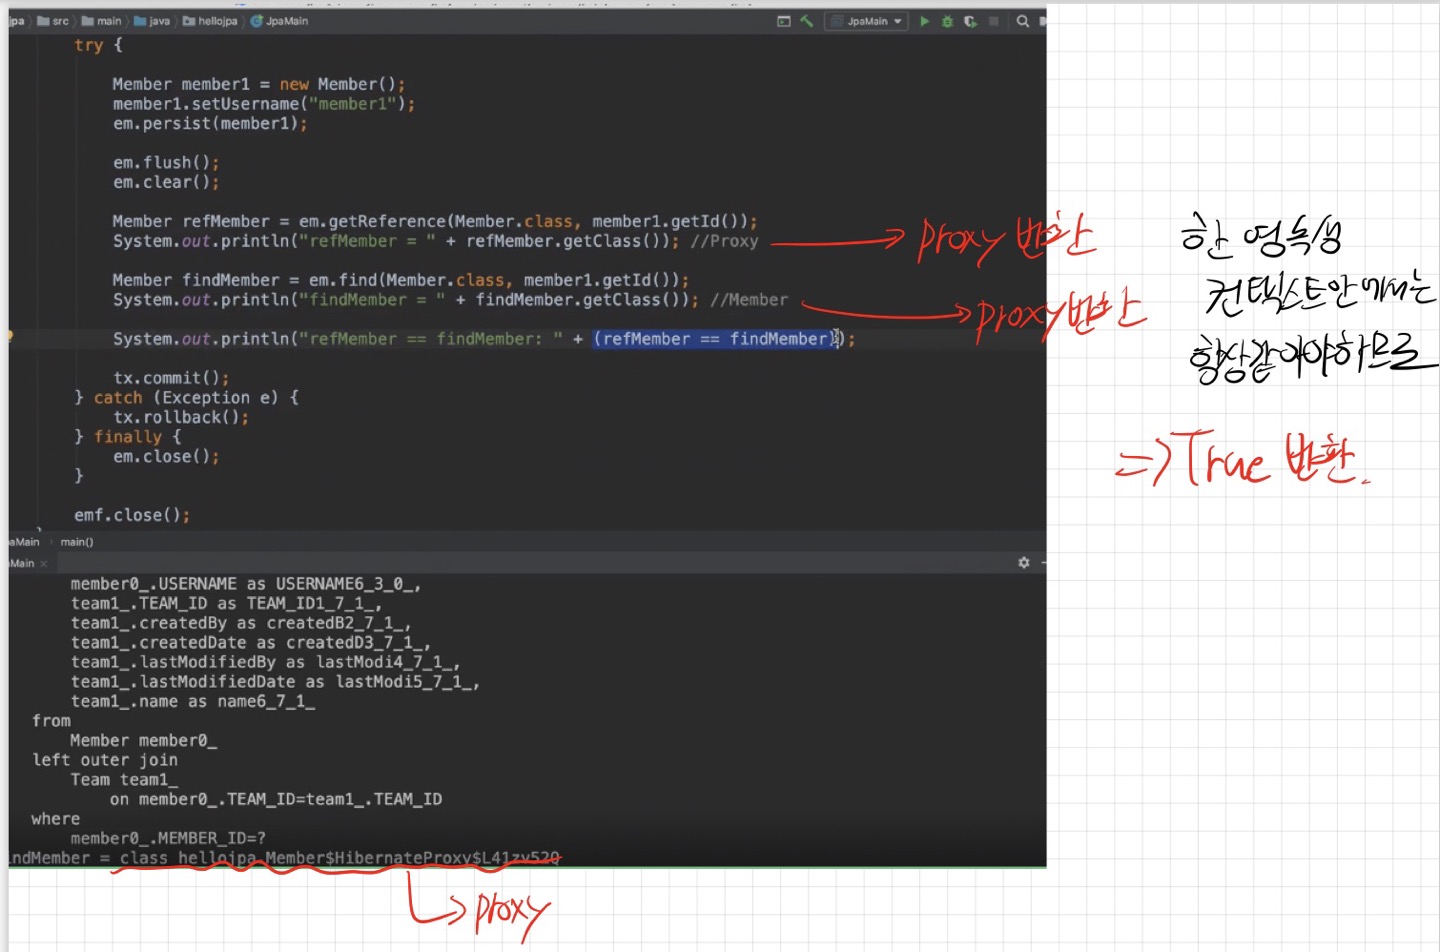 jpa src main java hellojpa JpaMain JpaMain
try {
Member member1 = new Member();
member1.setUsername("member1");
em.persist(member1);
em.flush();
em.clear();
Member refMember = em.getReference(Member.class, member1.getId());
System.out.println("refMember = " + refMember.getClass()); //Proxy
Proxy 반환
Member findMember = em.find(Member.class, member1.getId());
System.out.println("findMember = " + findMember.getClass()); //Member
Proxy 반환
System.out.println("refMember == findMember: " + (refMember == findMember));
tx.commit();
} catch (Exception e) {
tx.rollback();
} finally {
em.close();
}
emf.close();
}
한 영속성
컨텍스트안에서는
항상같아야하므로
=> True 반환.
aMain main()
Main ×
member0_.USERNAME as USERNAME6_3_0_,
team1_.TEAM_ID as TEAM_ID1_7_1_,
team1_.createdBy as createdB2_7_1_,
team1_.createdDate as createdD3_7_1_,
team1_.lastModifiedBy as lastModi4_7_1_,
team1_.lastModifiedDate as lastModi5_7_1_,
team1_.name as name6_7_1_
from
Member member0_
left outer join
Team team1_
on member0_.TEAM_ID=team1_.TEAM_ID
where
member0_.MEMBER_ID=?
ndMember = class hellojpa.Member$HibernateProxy$L41zy52Q
Proxy